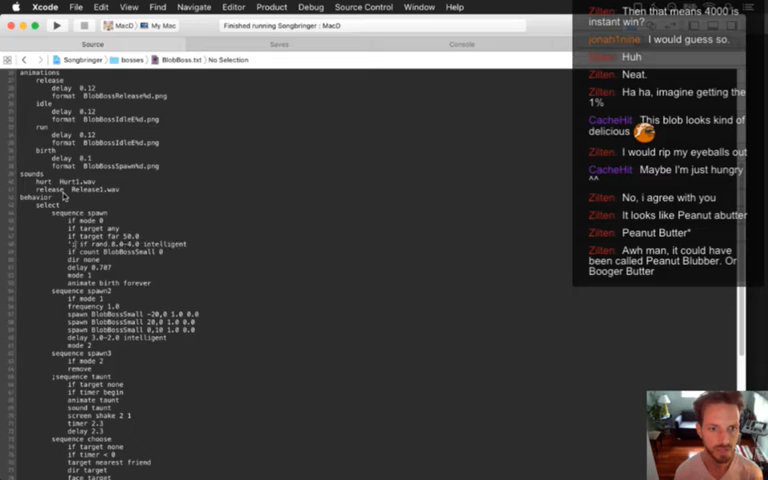 Xcode File Edit View Find Navigate Editor Product Debug Source Control Window Help
MacD My Mac
Finished running Songbringer : MacD
Source
Saves
Console
Songbringer bosses BlobBoss.txt No Selection
animations
release
delay 0.12
format BlobBossRelease%d.png
idle
delay 0.12
format BlobBossIdleE%d.png
run
delay 0.12
format BlobBossIdleE%d.png
birth
delay 0.1
format BlobBossSpawn%d.png
sounds
hurt Hurt1.wav
release Release1.wav
behavior
select
sequence spawn
if mode 0
if target any
if target far 50.0
if rand 8.0-4.0 intelligent
if count BlobBossSmall 0
dir none
delay 0.707
mode 1
animate birth forever
sequence spawn2
if mode 1
frequency 1.0
spawn BlobBossSmall -20,0 1.0 0.0
spawn BlobBossSmall 20,0 1.0 0.0
spawn BlobBossSmall 0,10 1.0 0.0
delay 3.0-2.0 intelligent
mode 2
sequence spawn3
if mode 2
remove
;sequence taunt
if target none
if timer begin
animate taunt
sound taunt
screen shake 2 1
timer 2.3
delay 2.3
sequence choose
if target none
if timer < 0
target nearest friend
dir target
face target
Zilten: Then that means 4000 is
instant win?
jonah1nine: I would guess so.
Huh
Zilten: Neat.
Zilten: Ha ha, imagine getting the
1%
CacheHit: This blob looks kind of
delicious
Zilten: I would rip my eyeballs out
CacheHit: Maybe I'm just hungry
^^
Zilten: No, i agree with you
Zilten: It looks like Peanut abutter
Zilten: Peanut Butter*
Zilten: Awh man, it could have
been called Peanut Blubber. Or
Booger Butter